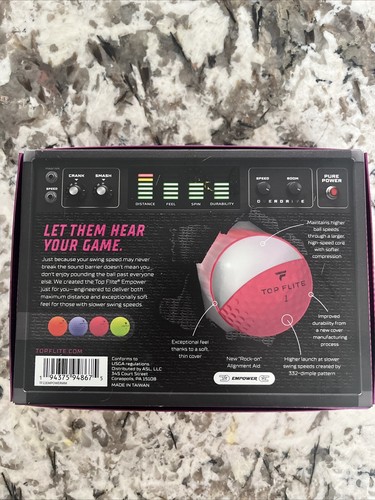 CRANK
SMASH
SPEED
DISTANCE FEEL SPIN DURABILITY
SPEED
BOOM
PURE
POWER
LET THEM HEAR
YOUR GAME.
Just because your swing speed may never
break the sound barrier doesn't mean you
don't enjoy pounding the ball past everyone
else. We created the Top Flite® Empower
just for you—engineered to deliver both
maximum distance and exceptionally soft
feel for those with slower swing speeds.
Maintains higher
ball speeds
through a larger,
high-speed core
with softer
compression
TOP FLITE
1
Improved
durability from
a new cover
manufacturing
process
Exceptional feel
thanks to a soft,
thin cover
New "Rock-on"
Alignment Aid
Higher launch at slower
swing speeds created by
332-dimple pattern
EMPOWER
TOPFLITE.COM
1 94375 94867 5
Conforms to
USGA regulations.
Distributed by ASL, LLC
345 Court Street
Coraopolis, PA 15108
MADE IN TAIWAN